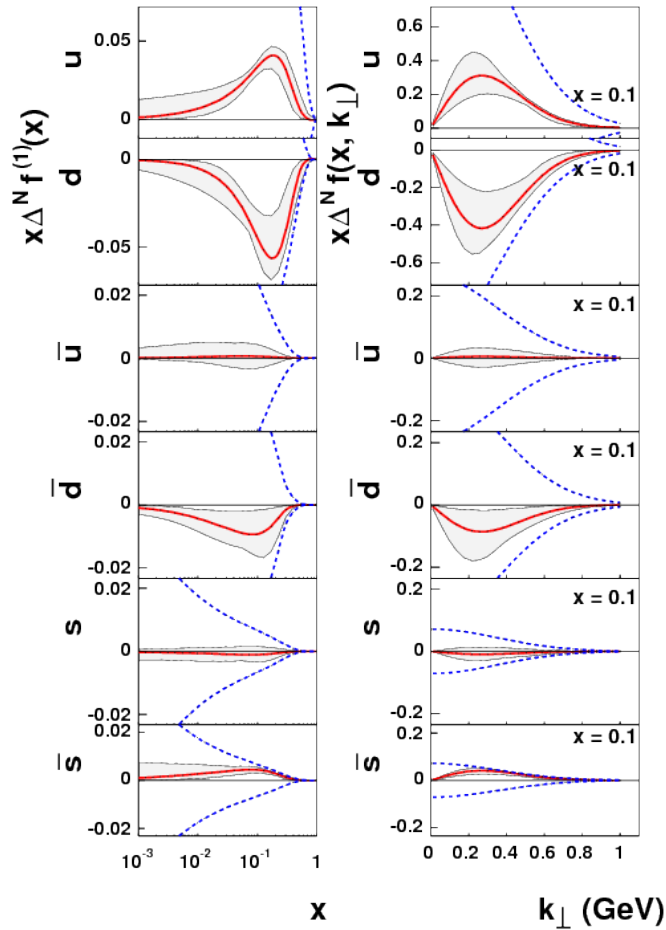 x Δ^N f^(1)(x)
x Δ^N f(x, k_⊥)
u
0.05
0
u
0.6
0.4
0.2
0
x = 0.1
d
0
-0.05
d
0
-0.2
-0.4
-0.6
x = 0.1
ū
0.02
0
-0.02
ū
0.2
0
-0.2
x = 0.1
d̄
0.02
0
-0.02
d̄
0.2
0
-0.2
x = 0.1
s
0.02
0
-0.02
s
0.2
0
-0.2
x = 0.1
s̄
0.02
0
-0.02
s̄
0.2
0
-0.2
x = 0.1
10^-3 10^-2 10^-1 1
0 0.2 0.4 0.6 0.8 1
x
k_⊥ (GeV)